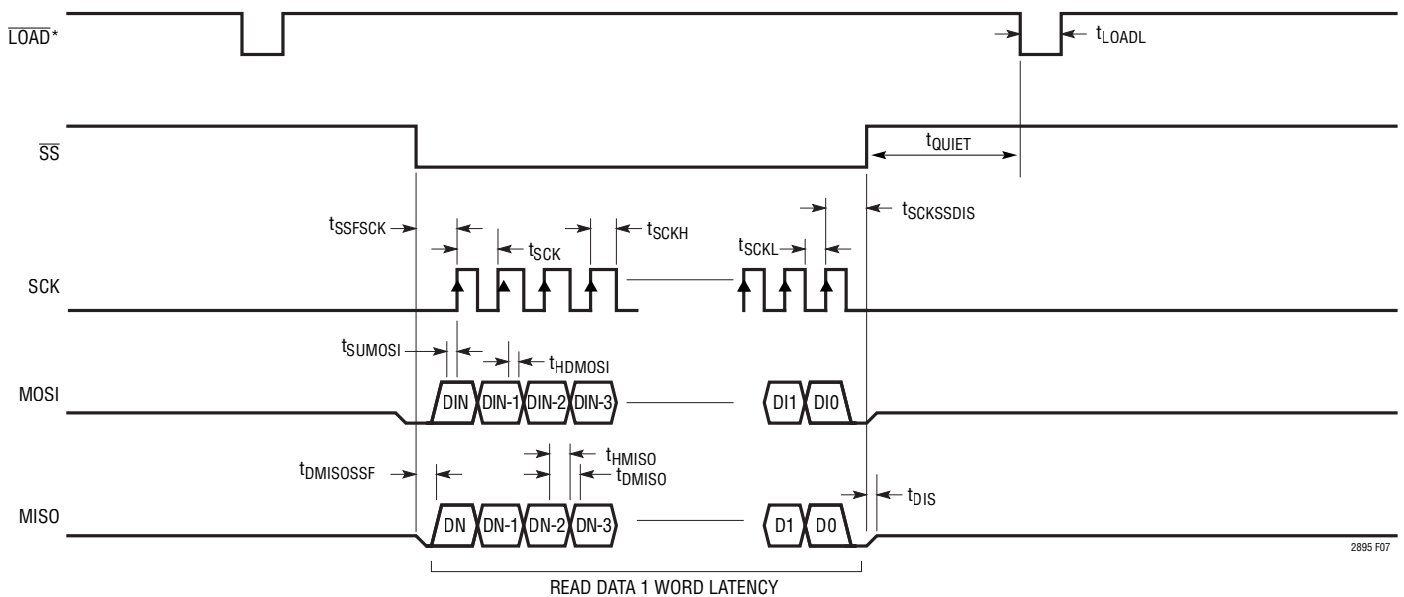 LOAD*
tLOADL
SS
tQUIET
tSSFSCK
tSCK
tSCKH
tSCKL
tSCKSSDIS
SCK
tSUMOSI
tHDMOSI
MOSI
DIN DIN-1 DIN-2 DIN-3 DI1 DI0
tDMISOSSF
tHMISO
tDMISO
tDIS
MISO
DN DN-1 DN-2 DN-3 D1 D0
2895 F07
READ DATA 1 WORD LATENCY